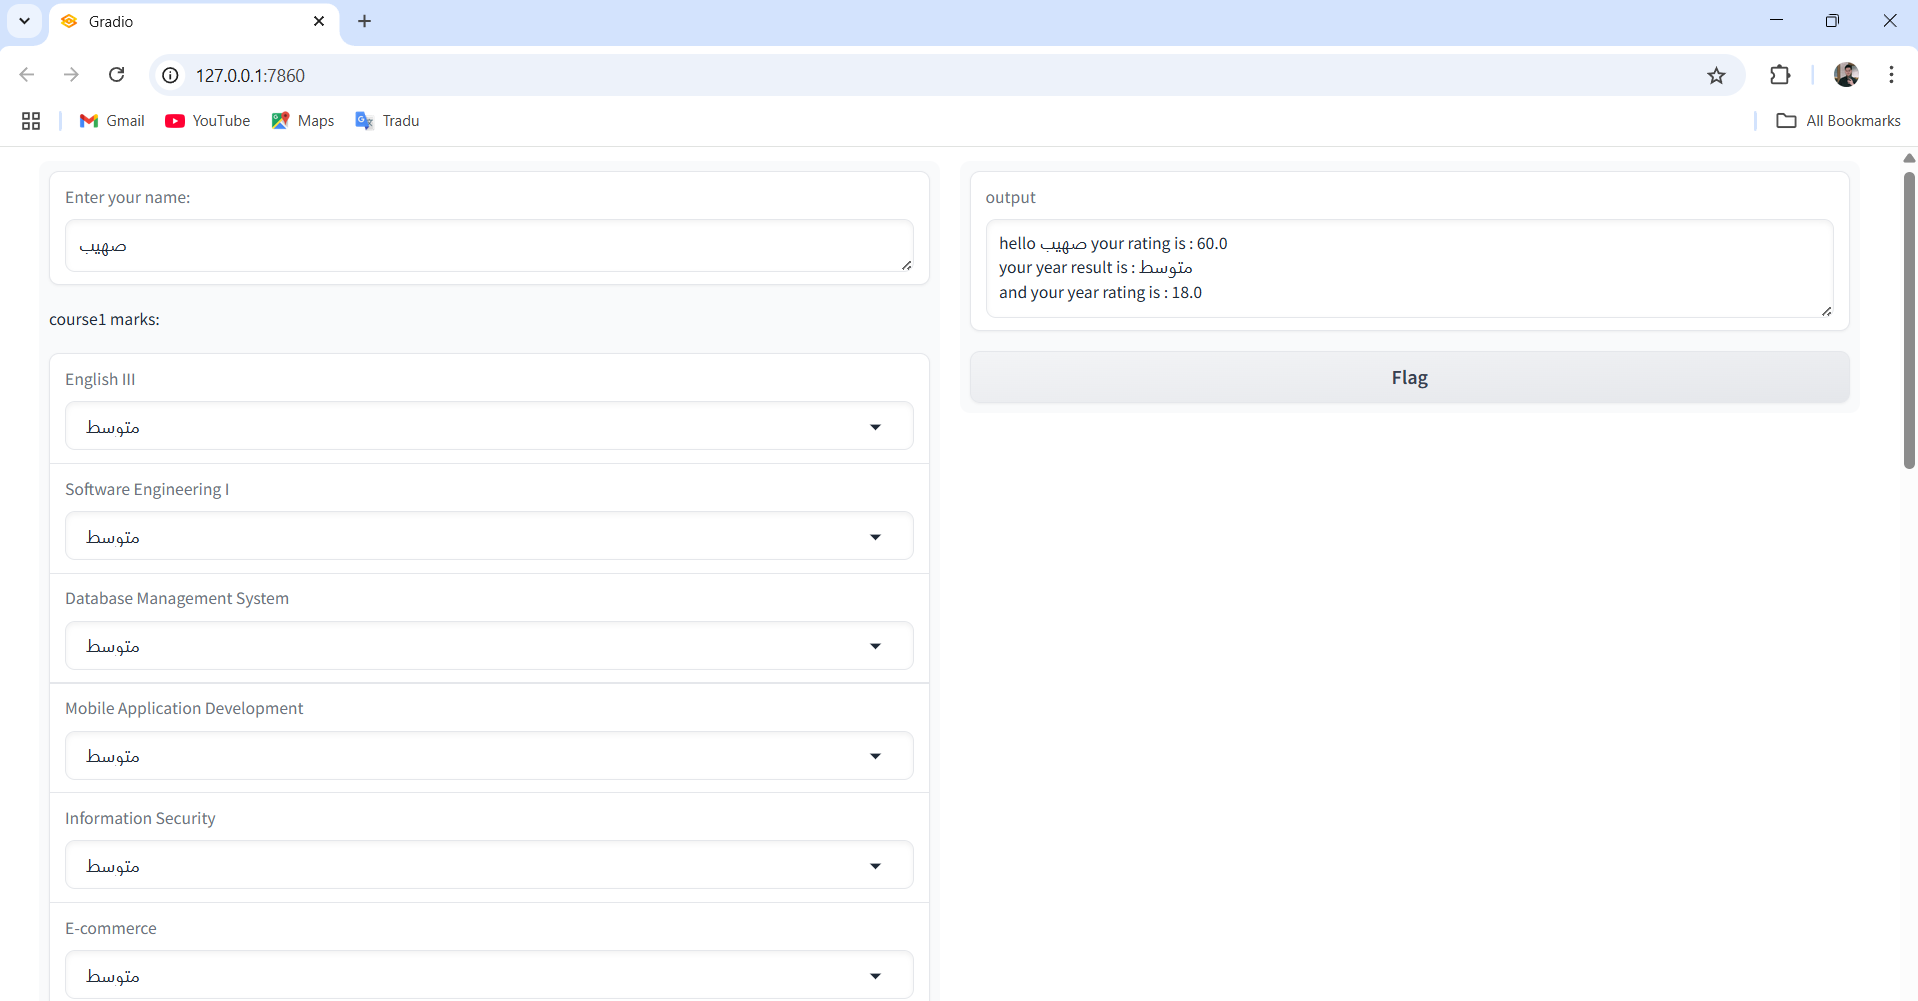 Gradio
127.0.0.1:7860
Gmail
YouTube
Maps
Tradu
All Bookmarks
Enter your name:
صهيب
course1 marks:
English III
متوسط
Software Engineering I
متوسط
Database Management System
متوسط
Mobile Application Development
متوسط
Information Security
متوسط
E-commerce
متوسط
output
hello صهيب your rating is : 60.0
your year result is : متوسط
and your year rating is : 18.0
Flag